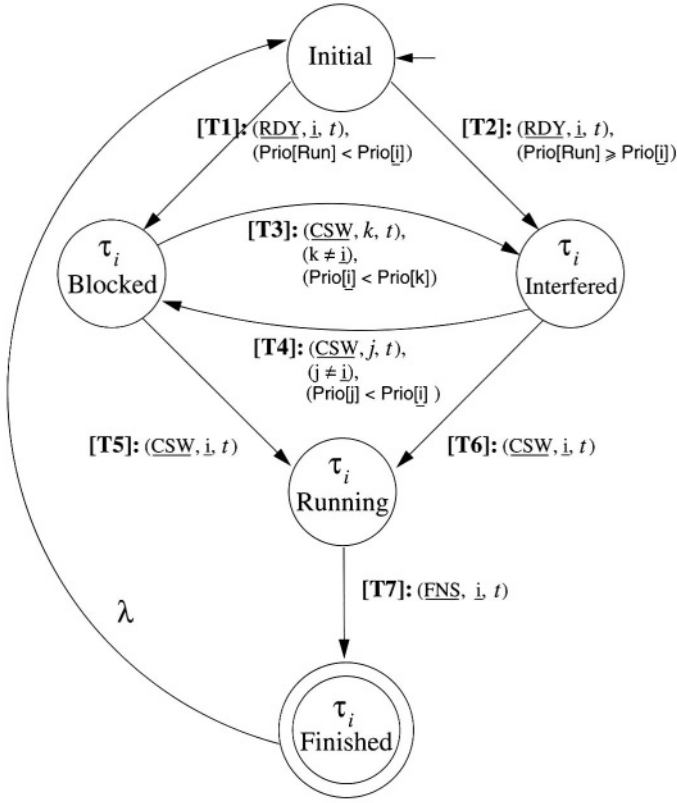 Initial
[T1]: (RDY, i, t),
(Prio[Run] < Prio[i])
[T2]: (RDY, i, t),
(Prio[Run] ⩾ Prio[i])
τi
Blocked
[T3]: (CSW, k, t),
(k ≠ i),
(Prio[i] < Prio[k])
τi
Interfered
[T4]: (CSW, j, t),
(j ≠ i),
(Prio[j] < Prio[i] )
[T5]: (CSW, i, t)
[T6]: (CSW, i, t)
τi
Running
[T7]: (FNS, i, t)
λ
τi
Finished